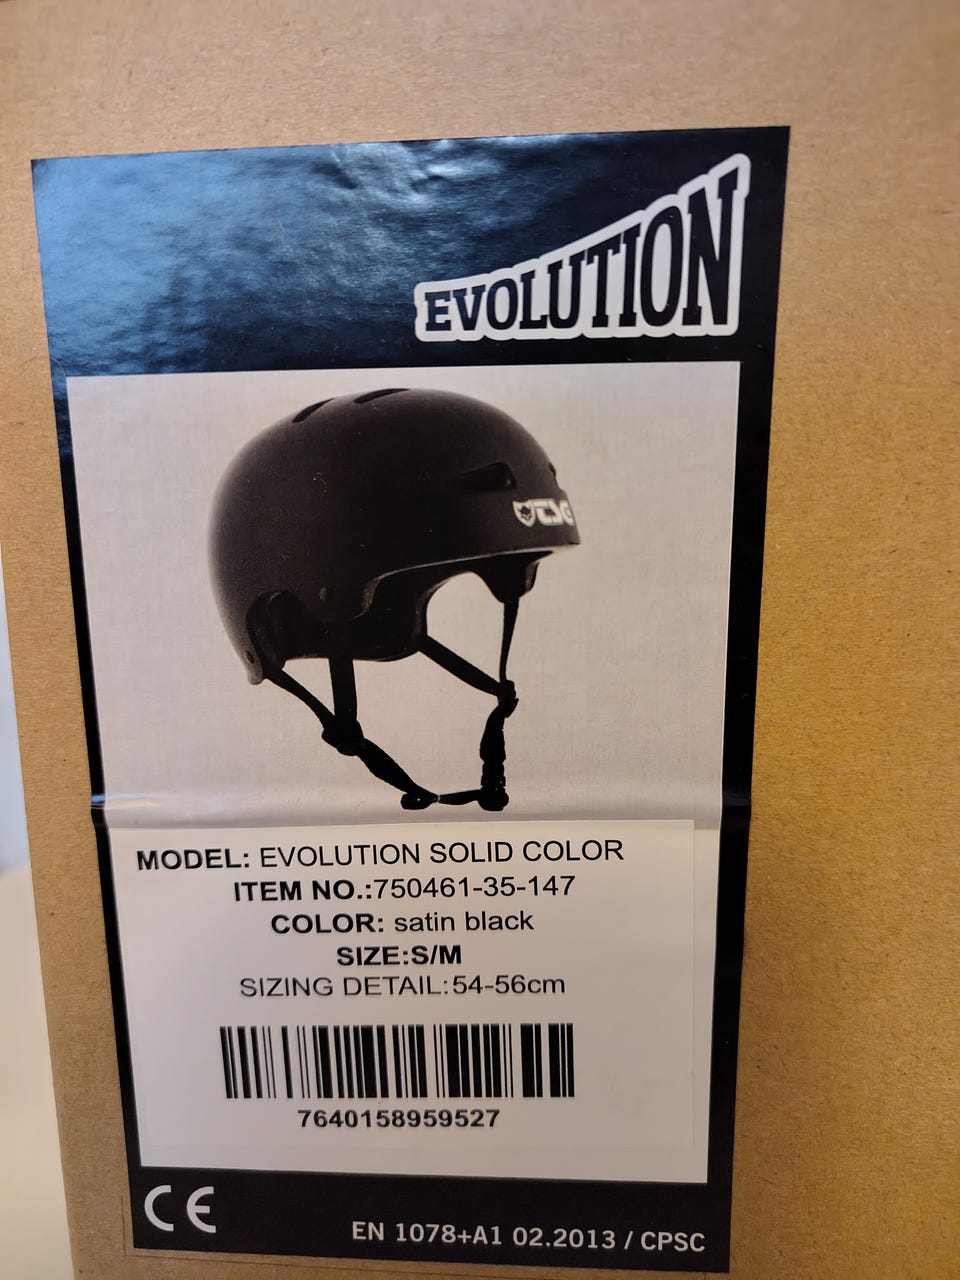 EVOLUTION
TSG
MODEL: EVOLUTION SOLID COLOR
ITEM NO.:750461-35-147
COLOR: satin black
SIZE:S/M
SIZING DETAIL:54-56cm
7640158959527
CE
EN 1078+A1 02.2013 / CPSC